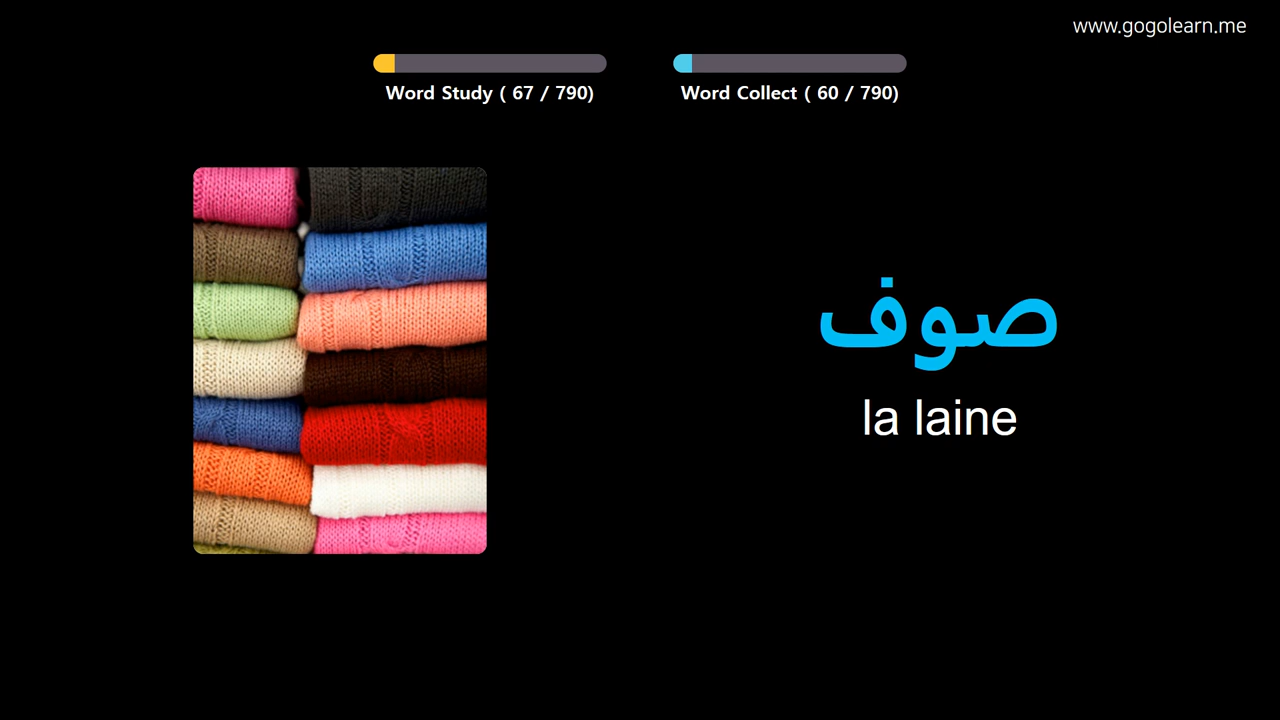 www.gogolearn.me
Word Study ( 67 / 790)
Word Collect ( 60 / 790)
صوف
la laine